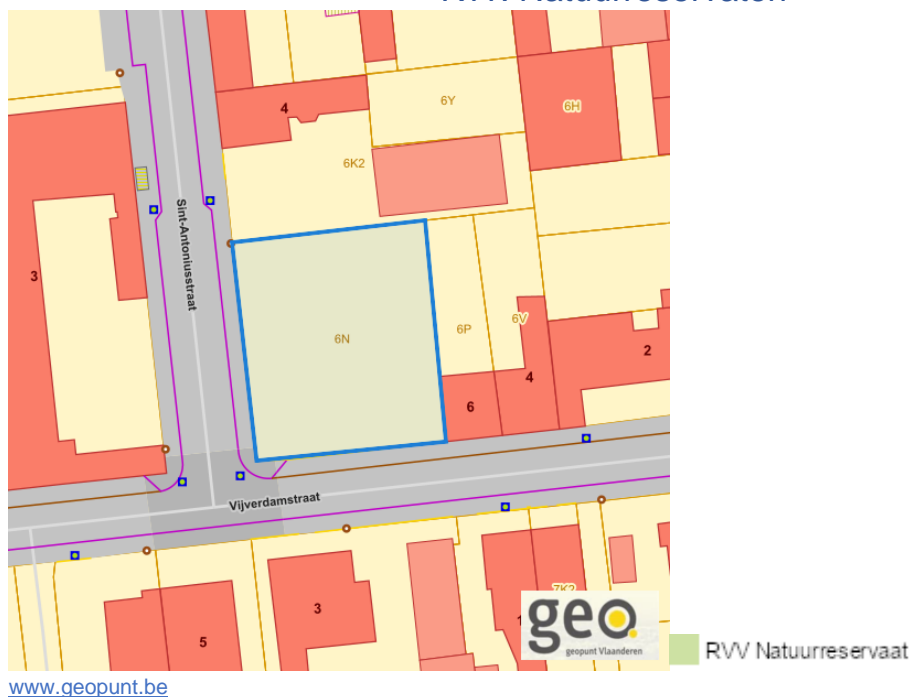 RVV Natuurreservaten
4
6Y
6H
6K2
Sint-Antoniusstraat
3
6N
6P
6V
2
4
6
Vijverdamstraat
7K2
3
5
1
geo
geopunt Vlaanderen
RVV Natuurreservaat
www.geopunt.be